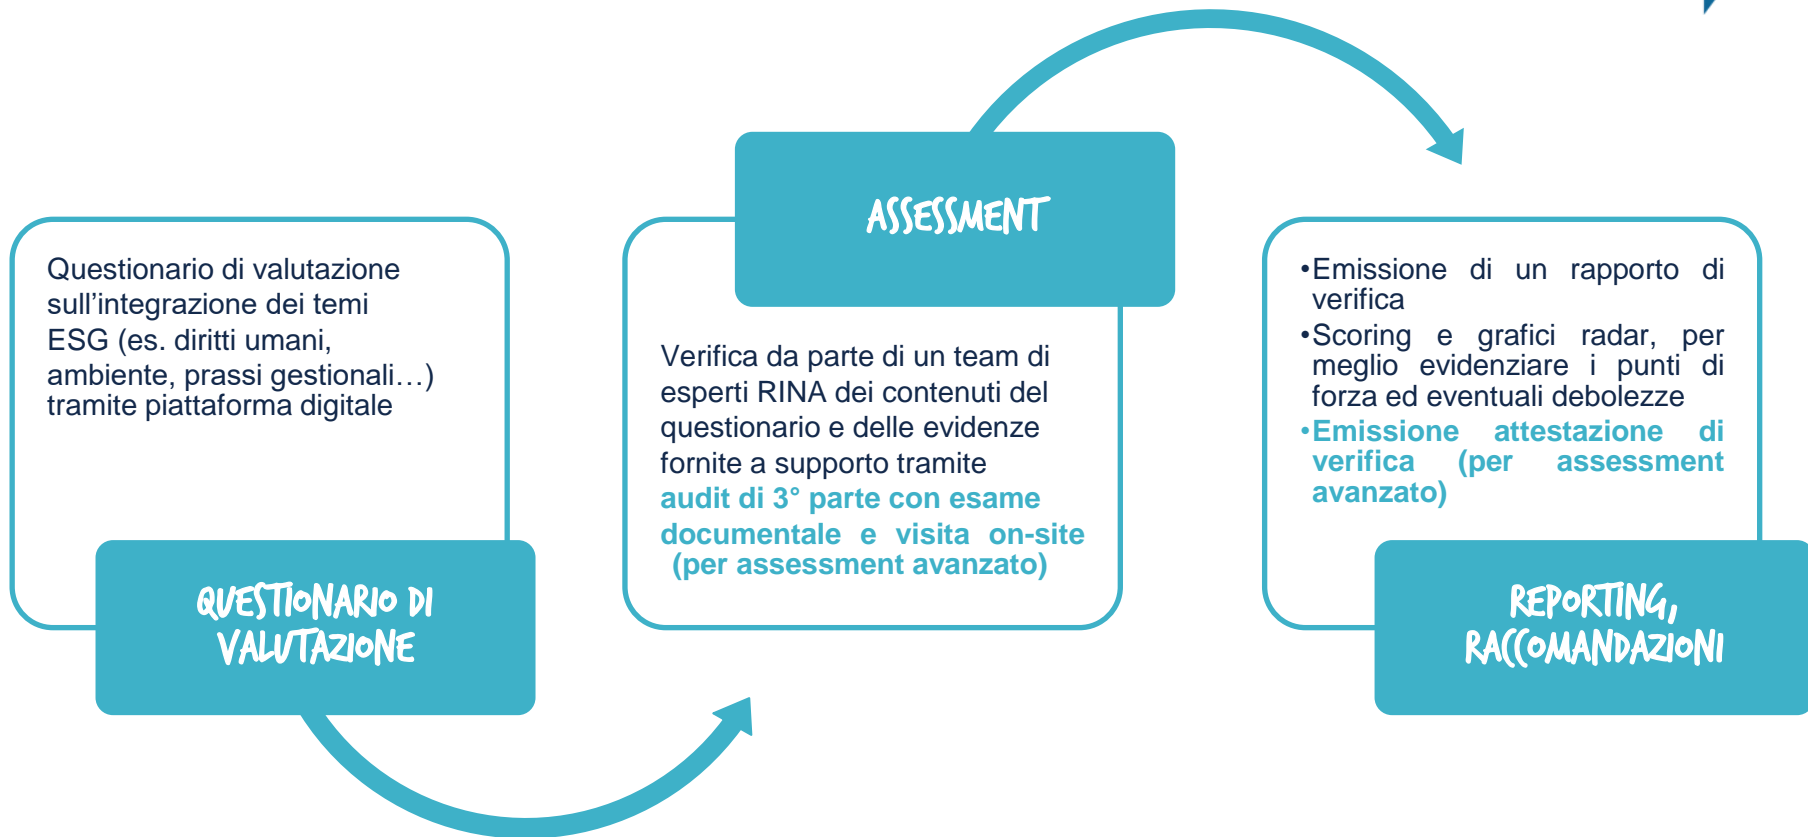 Questionario di valutazione
sull’integrazione dei temi
ESG (es. diritti umani,
ambiente, prassi gestionali…)
tramite piattaforma digitale
QUESTIONARIO DI
VALUTAZIONE
ASSESSMENT
Verifica da parte di un team di
esperti RINA dei contenuti del
questionario e delle evidenze
fornite a supporto tramite
audit di 3° parte con esame
documentale e visita on-site
(per assessment avanzato)
•Emissione di un rapporto di
verifica
•Scoring e grafici radar, per
meglio evidenziare i punti di
forza ed eventuali debolezze
•Emissione attestazione di
verifica (per assessment
avanzato)
REPORTING,
RACCOMANDAZIONI